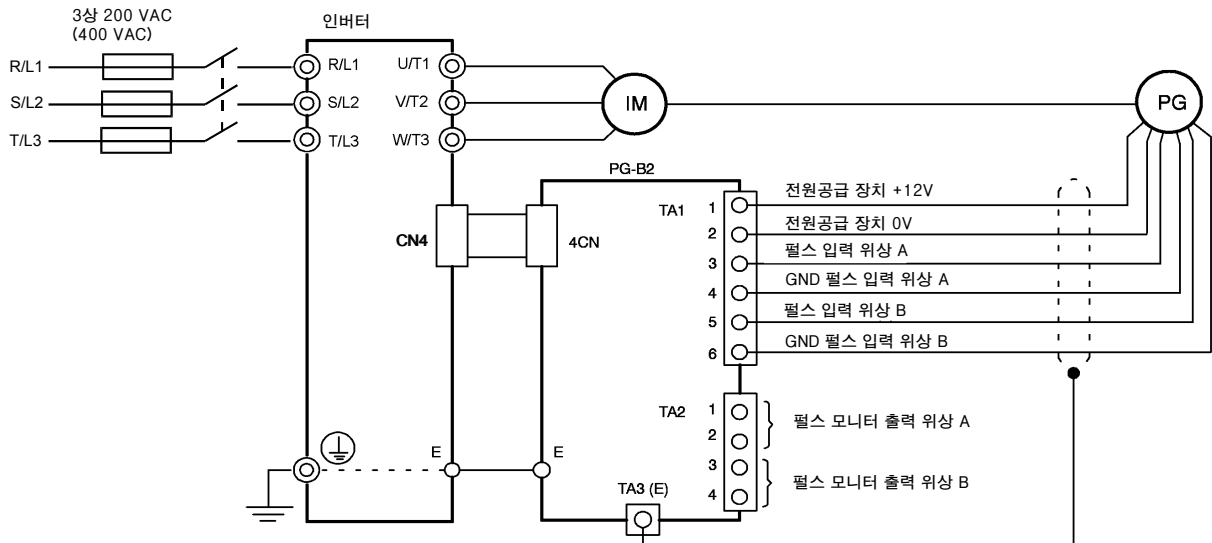 3상 200 VAC
(400 VAC)
인버터
R/L1
R/L1
U/T1
S/L2
S/L2
V/T2
IM
PG
T/L3
T/L3
W/T3
PG-B2
TA1
1
전원공급 장치 +12V
2
전원공급 장치 0V
CN4
4CN
3
펄스 입력 위상 A
4
GND 펄스 입력 위상 A
5
펄스 입력 위상 B
6
GND 펄스 입력 위상 B
TA2
1
2
펄스 모니터 출력 위상 A
E
E
3
4
펄스 모니터 출력 위상 B
TA3 (E)